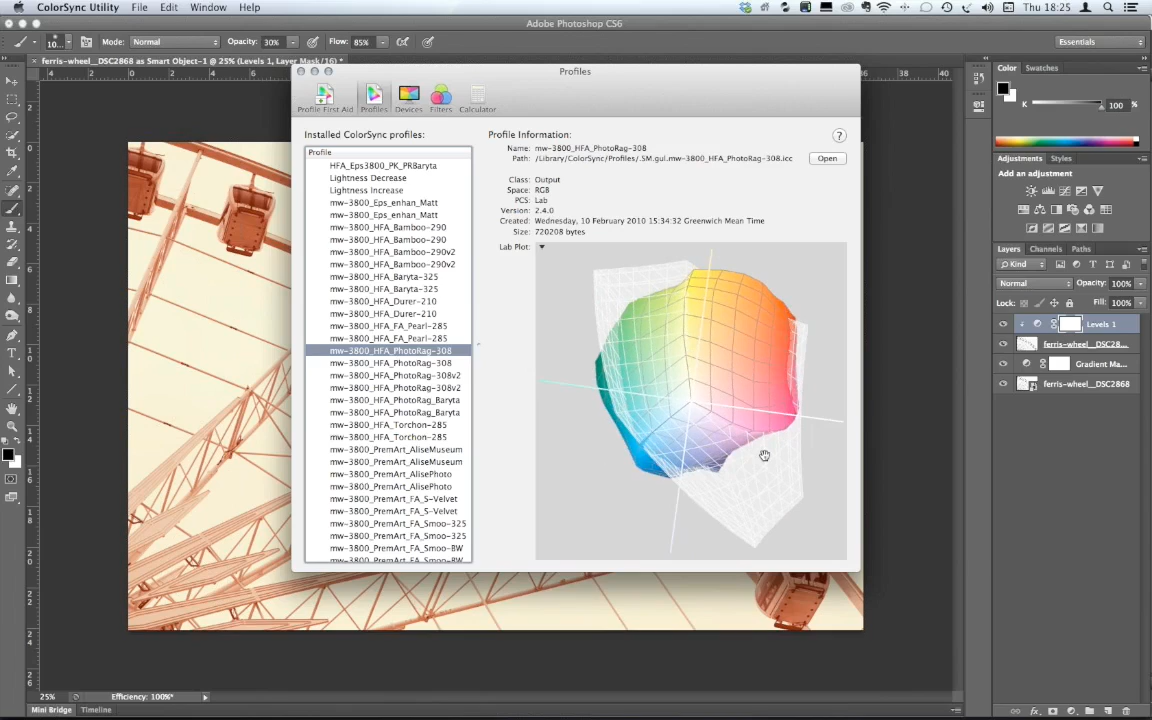 ColorSync Utility File Edit Window Help
Thu 18:25
Adobe Photoshop CS6
10... Mode: Normal Opacity: 30% Flow: 85%
Essentials
ferris-wheel__DSC2868 as Smart Object-1 @ 25% (Levels 1, Layer Mask/16) *
Profiles
Profile First Aid Profiles Devices Filters Calculator
Installed ColorSync profiles:
Profile
HFA_Eps3800_PK_PRBaryta
Lightness Decrease
Lightness Increase
mw-3800_Eps_enhan_Matt
mw-3800_Eps_enhan_Matt
mw-3800_HFA_Bamboo-290
mw-3800_HFA_Bamboo-290
mw-3800_HFA_Bamboo-290v2
mw-3800_HFA_Bamboo-290v2
mw-3800_HFA_Baryta-325
mw-3800_HFA_Baryta-325
mw-3800_HFA_Durer-210
mw-3800_HFA_Durer-210
mw-3800_HFA_FA_Pearl-285
mw-3800_HFA_FA_Pearl-285
mw-3800_HFA_PhotoRag-308
mw-3800_HFA_PhotoRag-308
mw-3800_HFA_PhotoRag-308v2
mw-3800_HFA_PhotoRag-308v2
mw-3800_HFA_PhotoRag_Baryta
mw-3800_HFA_PhotoRag_Baryta
mw-3800_HFA_Torchon-285
mw-3800_HFA_Torchon-285
mw-3800_PremArt_AliseMuseum
mw-3800_PremArt_AliseMuseum
mw-3800_PremArt_AlisePhoto
mw-3800_PremArt_AlisePhoto
mw-3800_PremArt_FA_S-Velvet
mw-3800_PremArt_FA_S-Velvet
mw-3800_PremArt_FA_Smoo-325
mw-3800_PremArt_FA_Smoo-325
mw-3800_PremArt_FA_Smoo-BW
mw-3800_PremArt_FA_Smoo-BW
Profile Information:
?
Name: mw-3800_HFA_PhotoRag-308
Path: /Library/ColorSync/Profiles/.SM.gul.mw-3800_HFA_PhotoRag-308.icc
Open
Class: Output
Space: RGB
PCS: Lab
Version: 2.4.0
Created: Wednesday, 10 February 2010 15:34:32 Greenwich Mean Time
Size: 720208 bytes
Lab Plot:
Color Swatches
K 100 %
Adjustments Styles
Add an adjustment
Layers Channels Paths
Kind
Normal Opacity: 100%
Lock: Fill: 100%
Levels 1
ferris-wheel__DSC28...
Gradient Ma...
ferris-wheel__DSC2868
25% Efficiency: 100%*
Mini Bridge Timeline